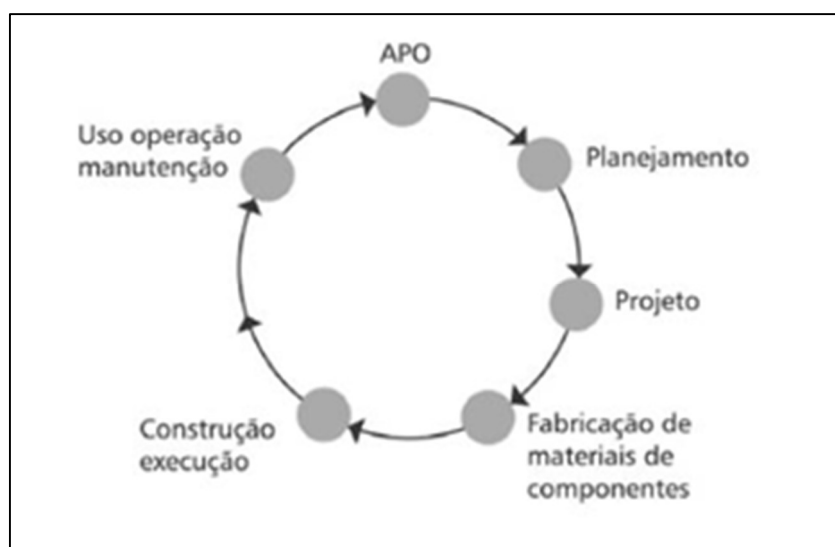 APO
Planejamento
Projeto
Fabricação de
materiais de
componentes
Construção
execução
Uso operação
manutenção